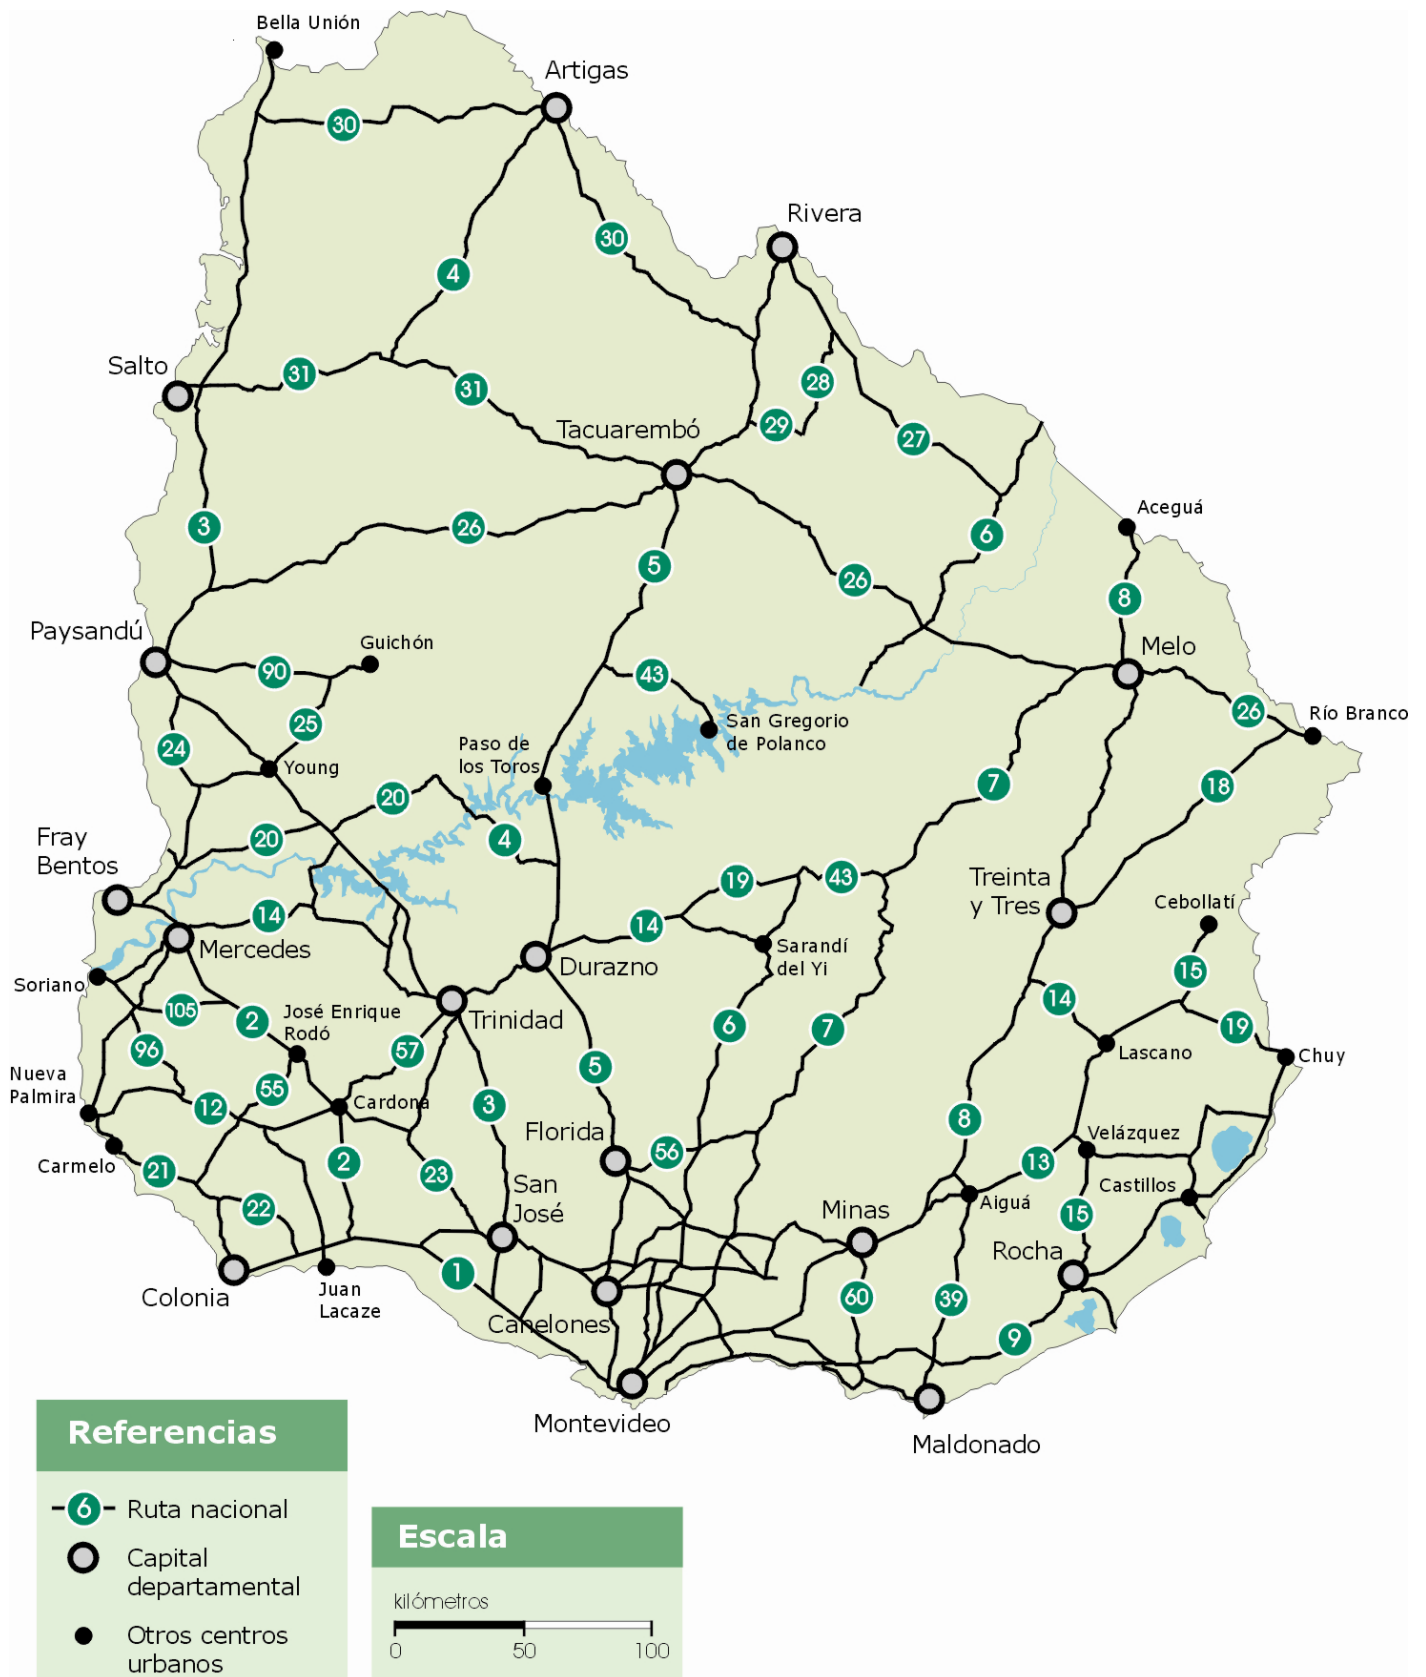 Bella Unión
Artigas
30
Rivera
30
4
Salto
31
31
28
29
27
Tacuarembó
3
26
6
Aceguá
5
26
8
Paysandú
Guichón
Melo
90
43
25
24
San Gregorio
de Polanco
26
Río Branco
Paso de
los Toros
Young
20
7
18
20
4
Fray
Bentos
19
43
Treinta
y Tres
14
14
Cebollatí
Mercedes
Durazno
Sarandí
del Yi
Soriano
15
105
2
José Enrique
Rodó
Trinidad
6
7
14
19
96
57
Lascano
Chuy
Nueva
Palmira
55
5
12
Cardona
3
8
Florida
56
Velázquez
Carmelo
21
2
23
13
San
José
Castillos
22
Minas
Aiguá
15
Rocha
1
Colonia
Juan
Lacaze
60
39
Canelones
9
Montevideo
Maldonado
Referencias
6 Ruta nacional
Capital
departamental
Otros centros
urbanos
Escala
kilómetros
0 50 100